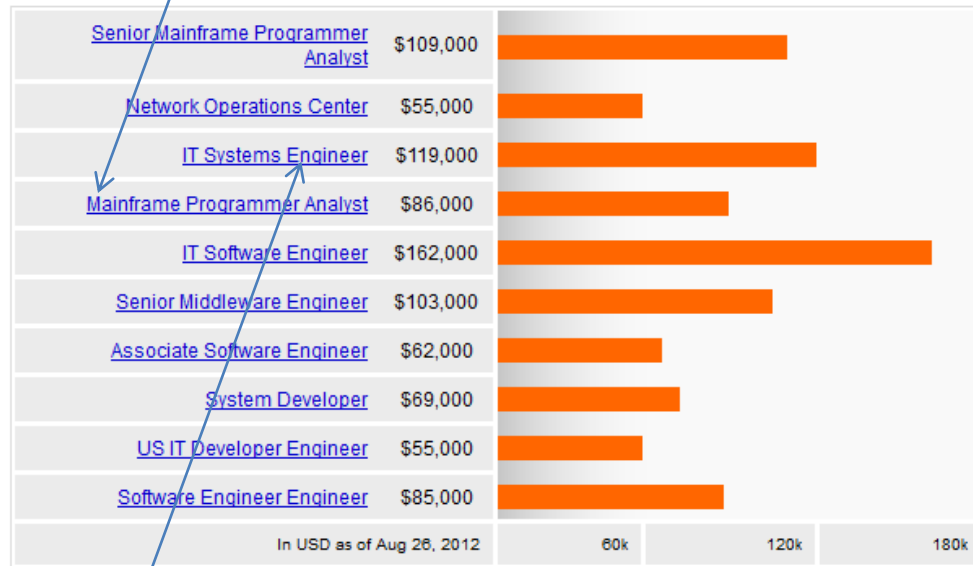 Senior Mainframe Programmer
Analyst $109,000
Network Operations Center $55,000
IT Systems Engineer $119,000
Mainframe Programmer Analyst $86,000
IT Software Engineer $162,000
Senior Middleware Engineer $103,000
Associate Software Engineer $62,000
System Developer $69,000
US IT Developer Engineer $55,000
Software Engineer Engineer $85,000
In USD as of Aug 26, 2012 60k 120k 180k